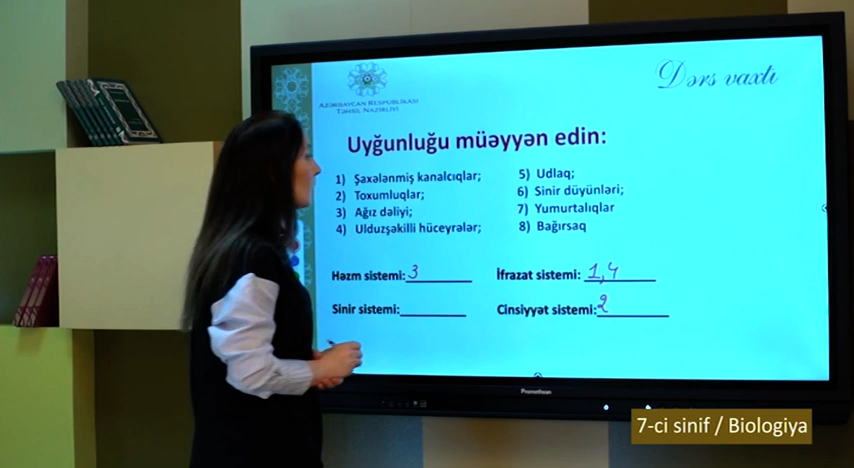 AZƏRBAYCAN RESPUBLİKASI
TƏHSİL NAZİRLİYİ
Dərs vaxtı
Uyğunluğu müəyyən edin:
1) Şaxələnmiş kanalcıqlar;
2) Toxumluqlar;
3) Ağız dəliyi;
4) Ulduzşəkilli hüceyrələr;
5) Udlaq;
6) Sinir düyünləri;
7) Yumurtalıqlar
8) Bağırsaq
Həzm sistemi: 3
İfrazat sistemi: 1,4
Sinir sistemi:
Cinsiyyət sistemi: 2
Promethean
7-ci sinif / Biologiya